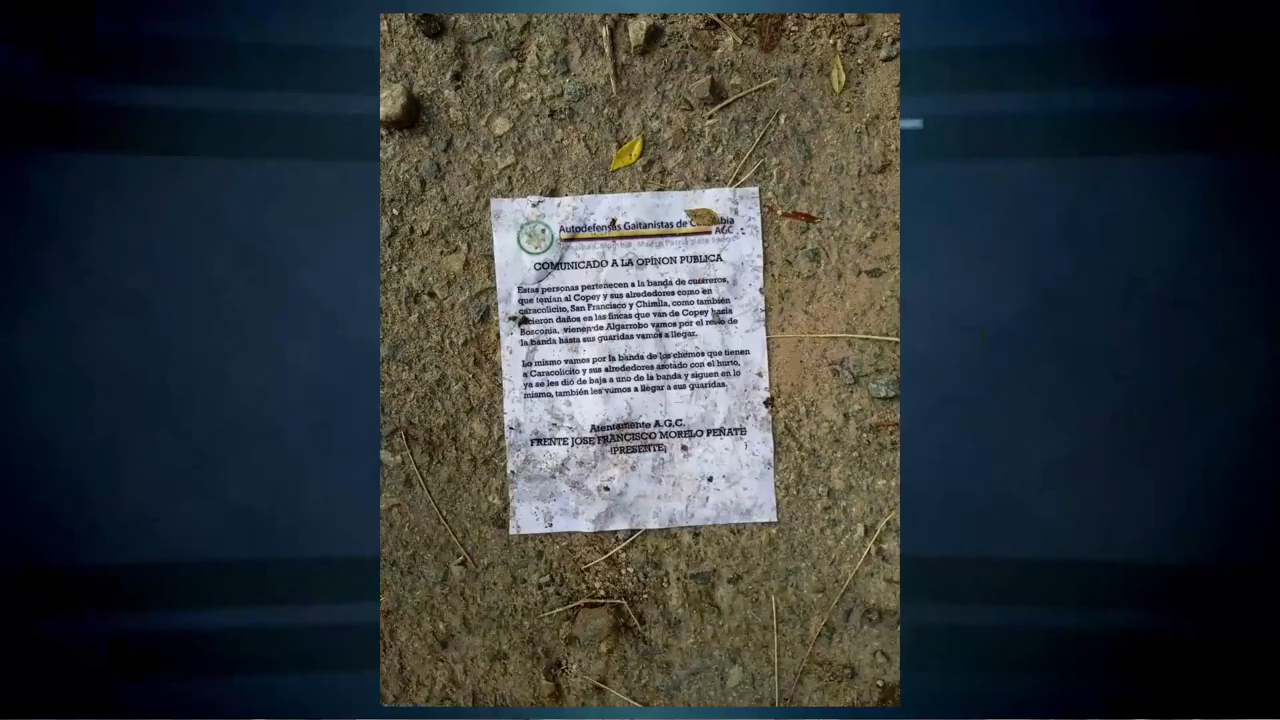 Autodefensas Gaitanistas de Colombia
AGC
COMUNICADO A LA OPINON PUBLICA
Estas personas pertenecen a la banda de cuatreros,
que tenían al Copey y sus alrededores como en
caracolicito, San Francisco y Chimila, como también
hicieron daños en las fincas que van de Copey hacia
Bosconia, vienen de Algarrobo vamos por el resto de
la banda hasta sus guaridas vamos a llegar.
Lo mismo vamos por la banda de los chemos que tienen
a Caracolicito y sus alrededores azotado con el hurto,
ya se les dió de baja a uno de la banda y siguen en lo
mismo, también les vamos a llegar a sus guaridas.
Atentamente A.G.C.
FRENTE JOSE FRANCISCO MORELO PEÑATE
¡PRESENTE¡